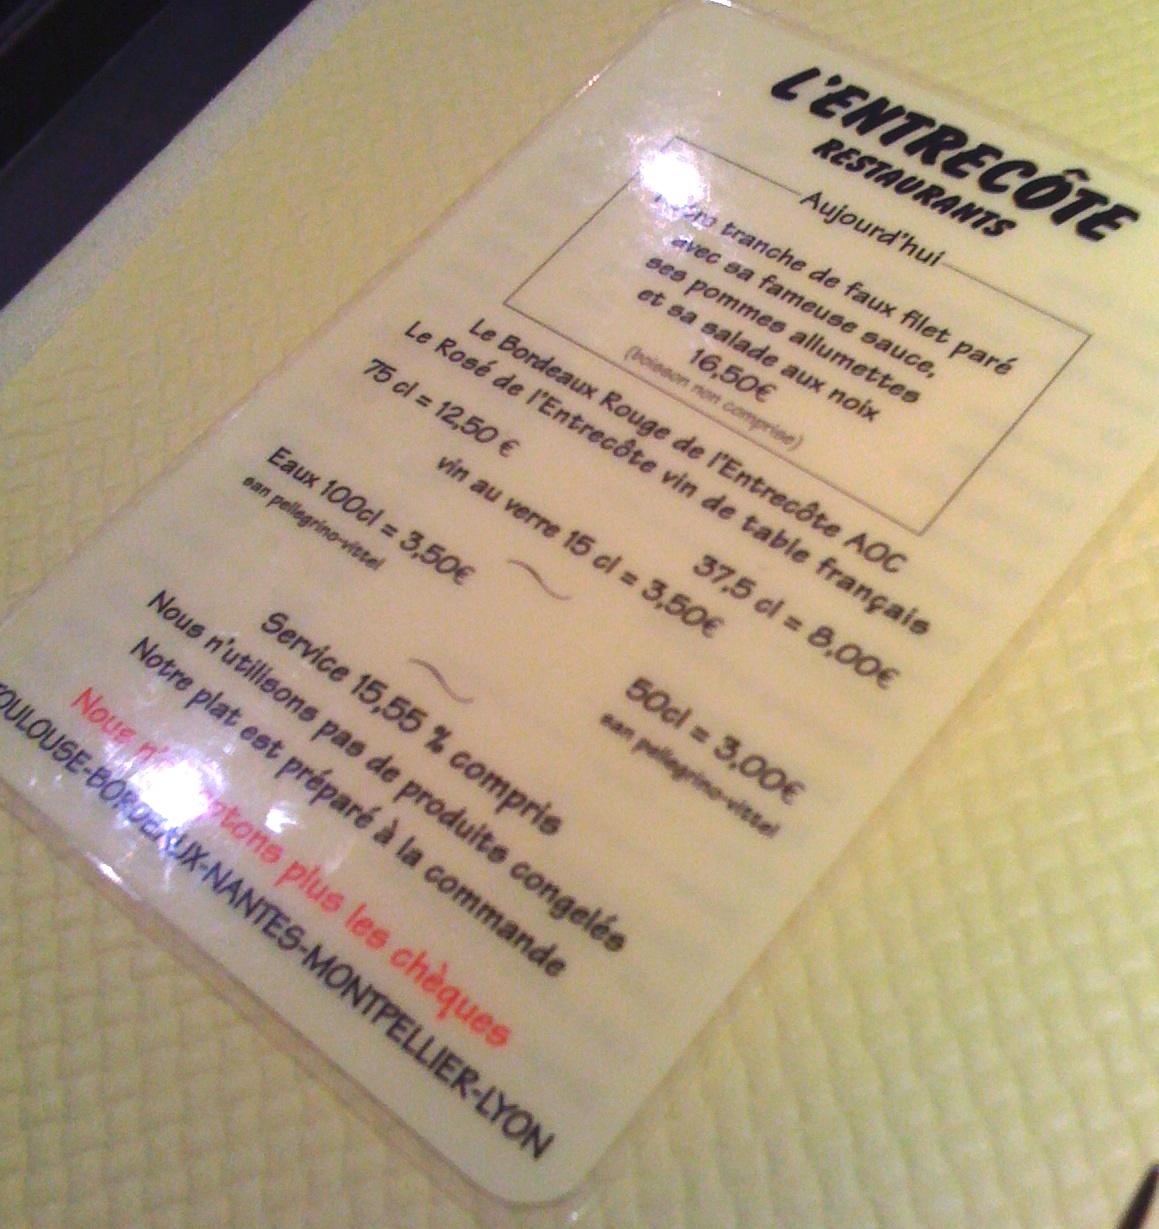 L'ENTRECÔTE
RESTAURANTS
Aujourd'hui
tranche de faux filet paré
avec sa fameuse sauce,
ses pommes allumettes
et sa salade aux noix
16,50€
(boisson non comprise)
Le Bordeaux Rouge de l'Entrecôte AOC
Le Rosé de l'Entrecôte vin de table français
75 cl = 12,50 € 37,5 cl = 8,00€
vin au verre 15 cl = 3,50€
Eaux 100cl = 3,50€ 50cl = 3,00€
san pellegrino-vittel san pellegrino-vittel
Service 15,55 % compris
Nous n'utilisons pas de produits congelés
Notre plat est préparé à la commande
Nous plus les chèques
TOULOUSE-BORDEAUX-NANTES-MONTPELLIER-LYON